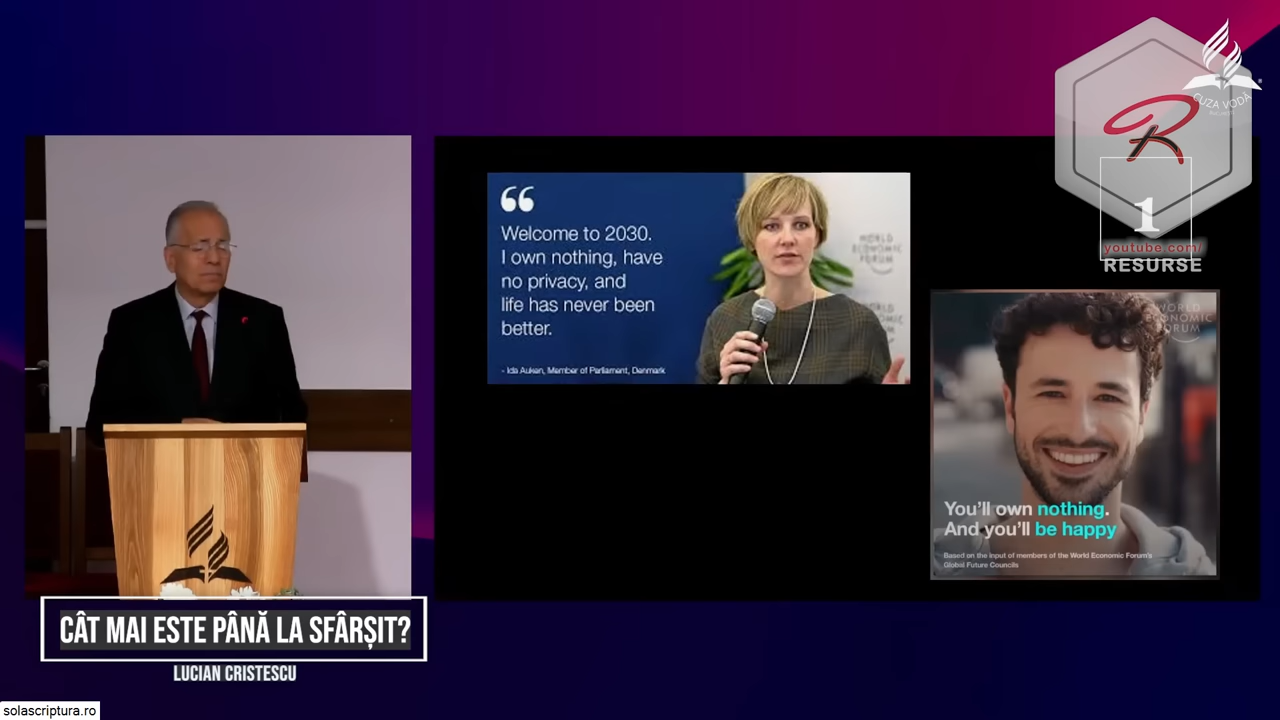 CUZA VODĂ
R
1
youtube.com/
RESURSE
“
Welcome to 2030.
I own nothing, have
no privacy, and
life has never been
better.
- Ida Auken, Member of Parliament, Denmark
WORLD
ECONOMIC
FORUM
WORLD
ECONOMIC
FORUM
You'll own nothing.
And you'll be happy
Based on the input of members of the World Economic Forum's
Global Future Councils
CÂT MAI ESTE PÂNĂ LA SFÂRȘIT?
LUCIAN CRISTESCU
solascriptura.ro